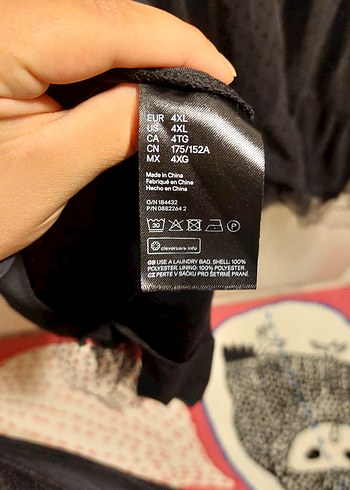 EUR 4XL
US 4XL
CA 4TG
CN 175/152A
MX 4XG
Made in China
Fabriqué en Chine
Hecho en China
O/N 184432
P/N 0882264 2
30 P
clevercare.info
GB USE A LAUNDRY BAG. SHELL: 100%
POLYESTER. LINING: 100% POLYESTER.
CZ PERTE V SÁČKU PRO ŠETRNÉ PRANÍ.